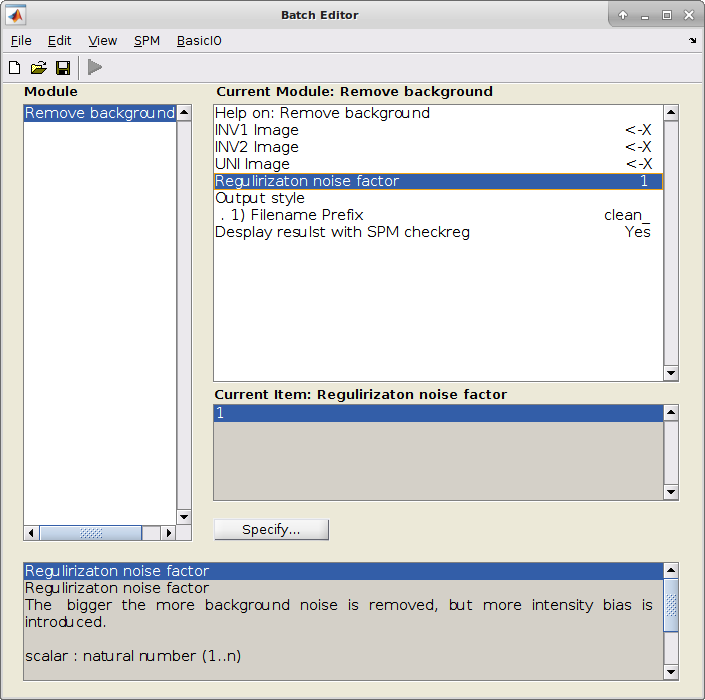 Batch Editor
File Edit View SPM BasicIO
Module
Remove background
Current Module: Remove background
Help on: Remove background
INV1 Image <-X
INV2 Image <-X
UNI Image <-X
Regulirizaton noise factor 1
Output style
. 1) Filename Prefix clean_
Desplay resulst with SPM checkreg Yes
Current Item: Regulirizaton noise factor
1
Specify...
Regulirizaton noise factor
Regulirizaton noise factor
The bigger the more background noise is removed, but more intensity bias is
introduced.
scalar : natural number (1..n)